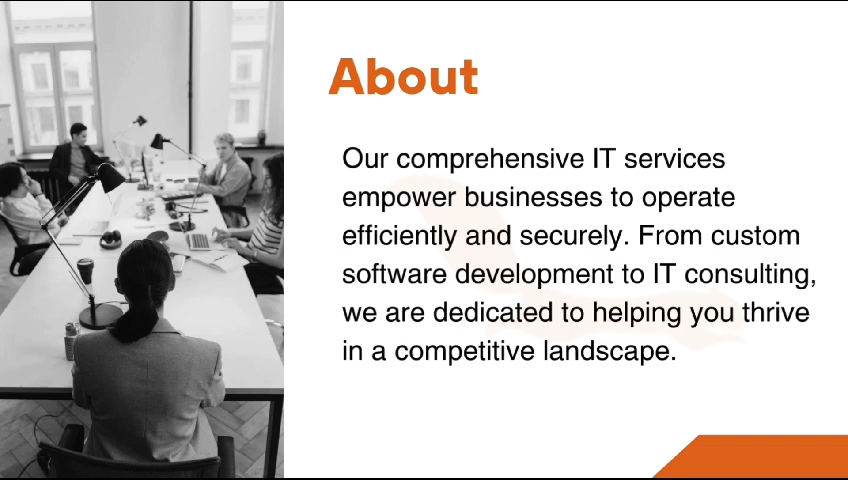 About
Our comprehensive IT services
empower businesses to operate
efficiently and securely. From custom
software development to IT consulting,
we are dedicated to helping you thrive
in a competitive landscape.